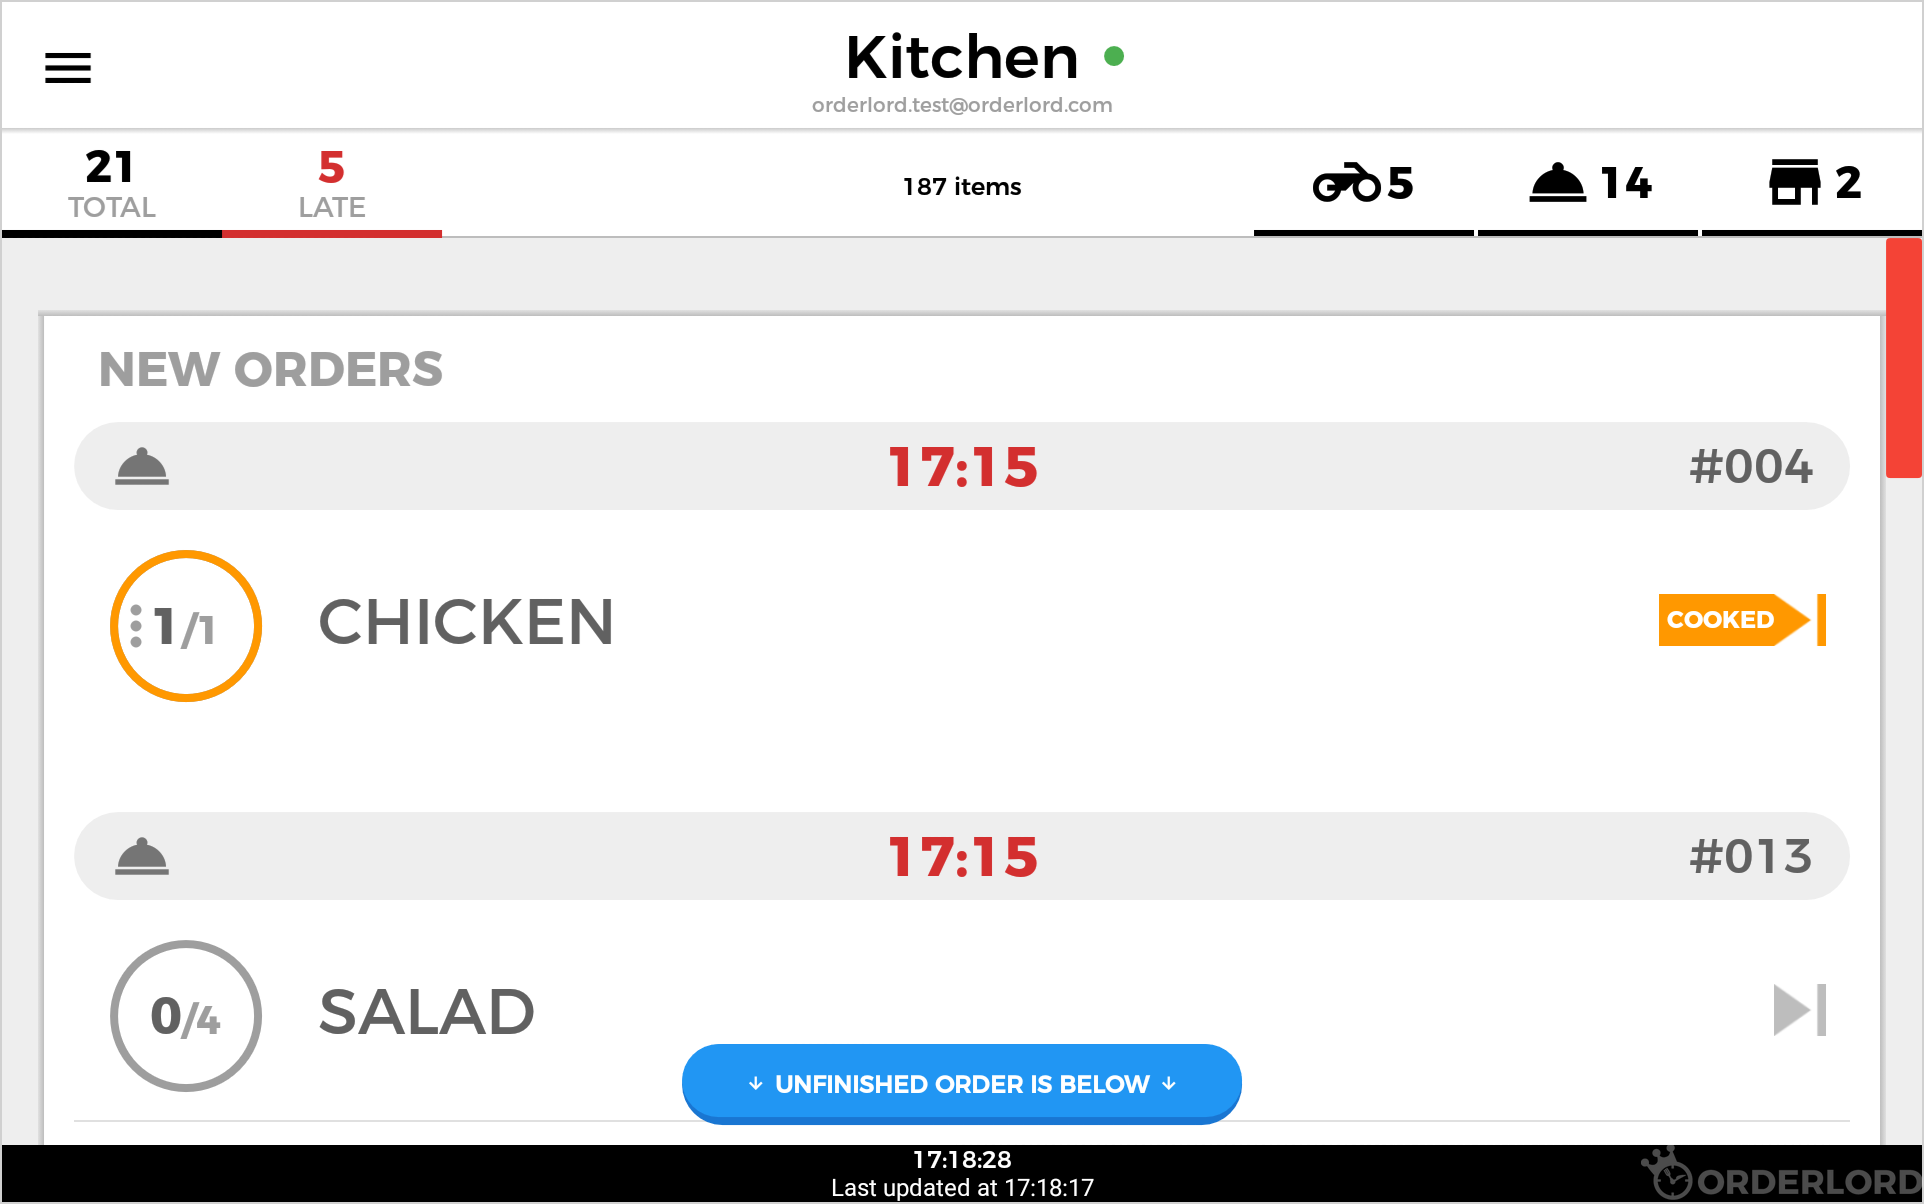 Kitchen
orderlord.test@orderlord.com
21
TOTAL
5
LATE
187 items
5
14
2
NEW ORDERS
17:15
#004
1/1
CHICKEN
COOKED
17:15
#013
0/4
SALAD
↓ UNFINISHED ORDER IS BELOW ↓
17:18:28
Last updated at 17:18:17
ORDERLORD